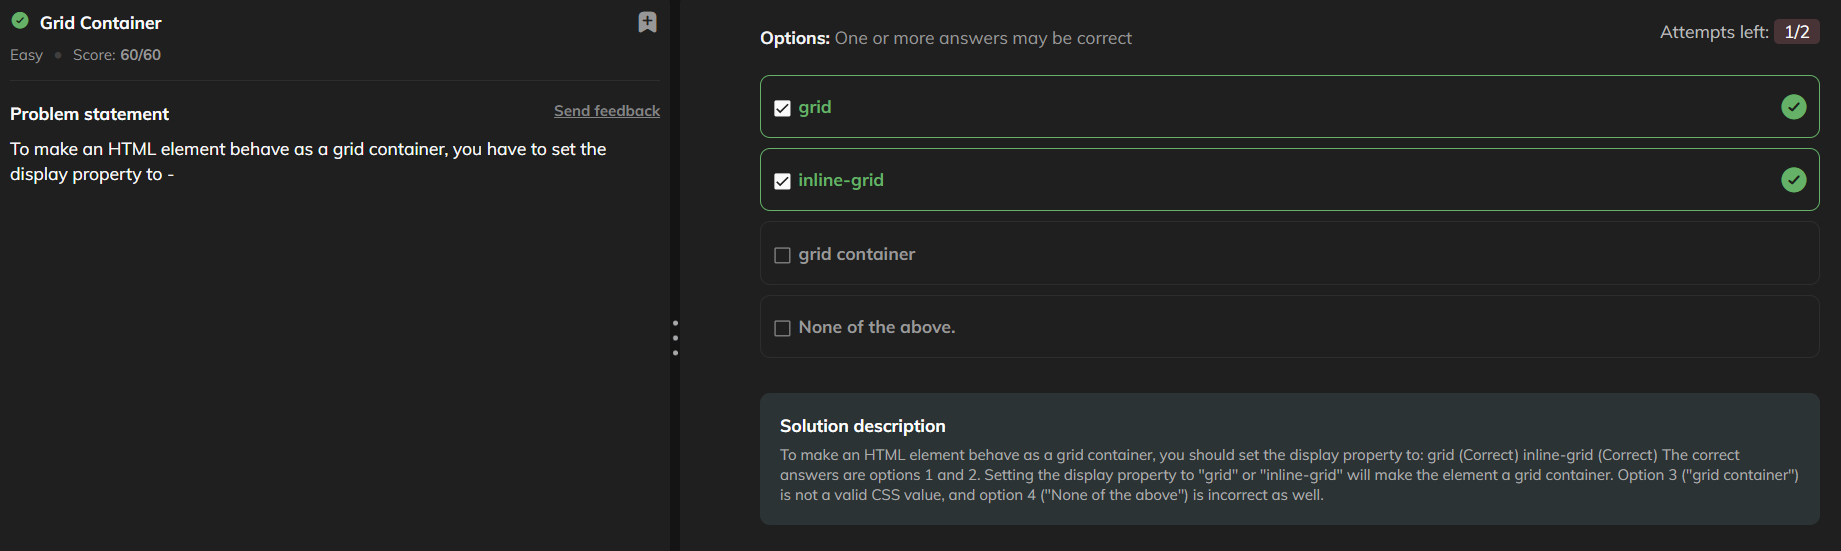 Grid Container
Easy • Score: 60/60
Problem statement
Send feedback
To make an HTML element behave as a grid container, you have to set the
display property to -
Options: One or more answers may be correct
Attempts left: 1/2
grid
inline-grid
grid container
None of the above.
Solution description
To make an HTML element behave as a grid container, you should set the display property to: grid (Correct) inline-grid (Correct) The correct
answers are options 1 and 2. Setting the display property to "grid" or "inline-grid" will make the element a grid container. Option 3 ("grid container")
is not a valid CSS value, and option 4 ("None of the above") is incorrect as well.